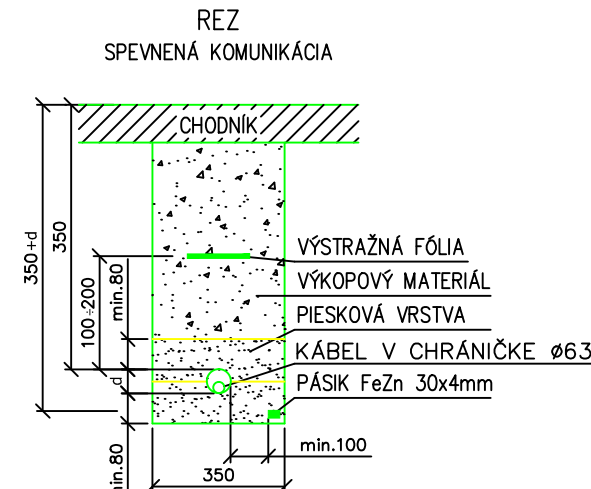 REZ
SPEVNENÁ KOMUNIKÁCIA
CHODNÍK
350+d
350
100÷200
min.80
d
min.80
VÝSTRAŽNÁ FÓLIA
VÝKOPOVÝ MATERIÁL
PIESKOVÁ VRSTVA
KÁBEL V CHRÁNIČKE ø63
PÁSIK FeZn 30x4mm
min.100
350